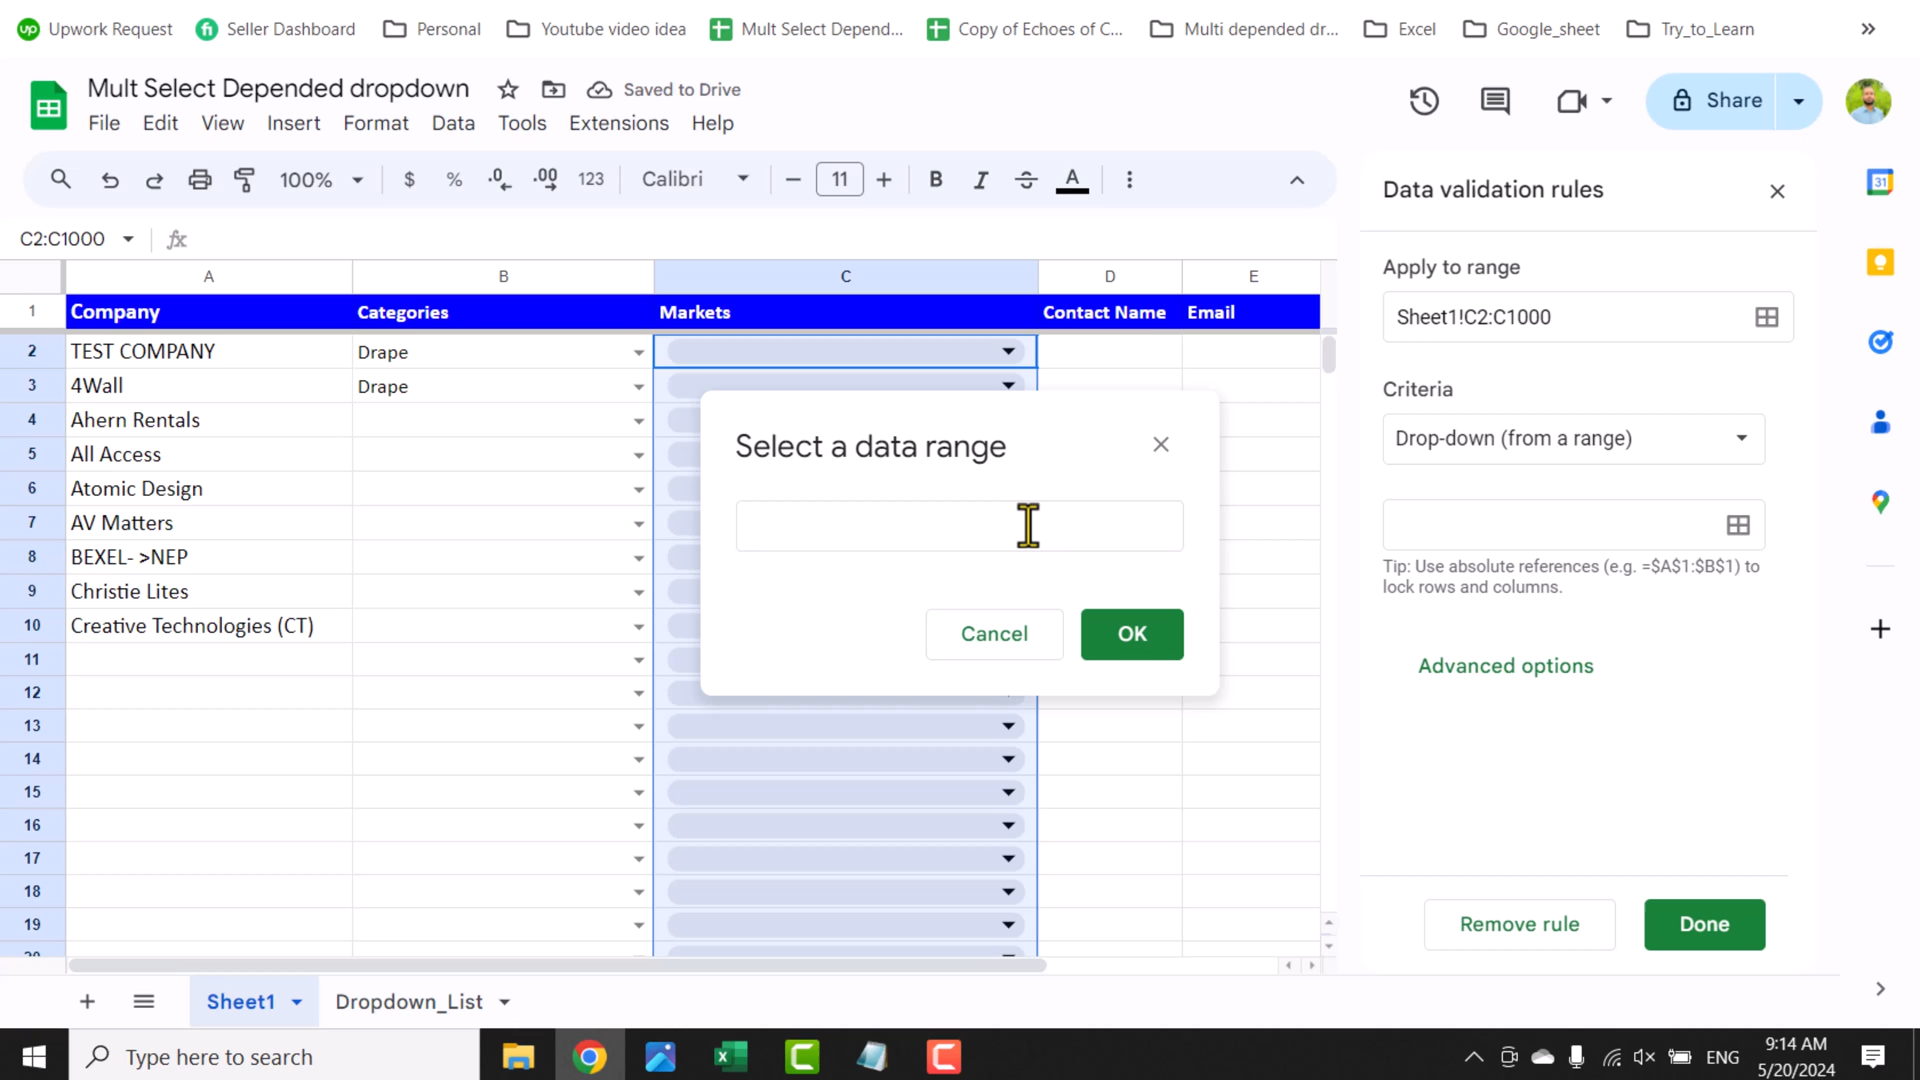 Upwork Request Seller Dashboard Personal Youtube video idea Mult Select Depend... Copy of Echoes of C... Multi depended dr... Excel Google_sheet Try_to_Learn
Mult Select Depended dropdown Saved to Drive
File Edit View Insert Format Data Tools Extensions Help
Share
100% $ % .0 .00 123 Calibri 11 B I S A
C2:C1000 fx
A B C D E
1 Company Categories Markets Contact Name Email
2 TEST COMPANY Drape
3 4Wall Drape
4 Ahern Rentals
5 All Access
6 Atomic Design
7 AV Matters
8 BEXEL- >NEP
9 Christie Lites
10 Creative Technologies (CT)
11
12
13
14
15
16
17
18
19
20
Select a data range
Cancel OK
Data validation rules
Apply to range
Sheet1!C2:C1000
Criteria
Drop-down (from a range)
Tip: Use absolute references (e.g. =$A$1:$B$1) to
lock rows and columns.
Advanced options
Remove rule Done
31
Sheet1 Dropdown_List
Type here to search
ENG
9:14 AM
5/20/2024